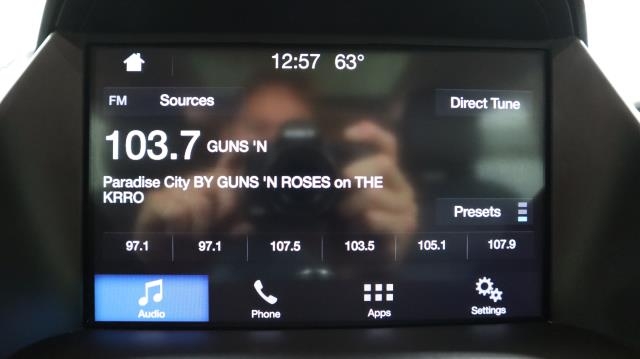 12:57 63°
FM Sources Direct Tune
103.7 GUNS 'N
Paradise City BY GUNS 'N ROSES on THE
KRRO
Presets
97.1 97.1 107.5 103.5 105.1 107.9
Audio Phone Apps Settings